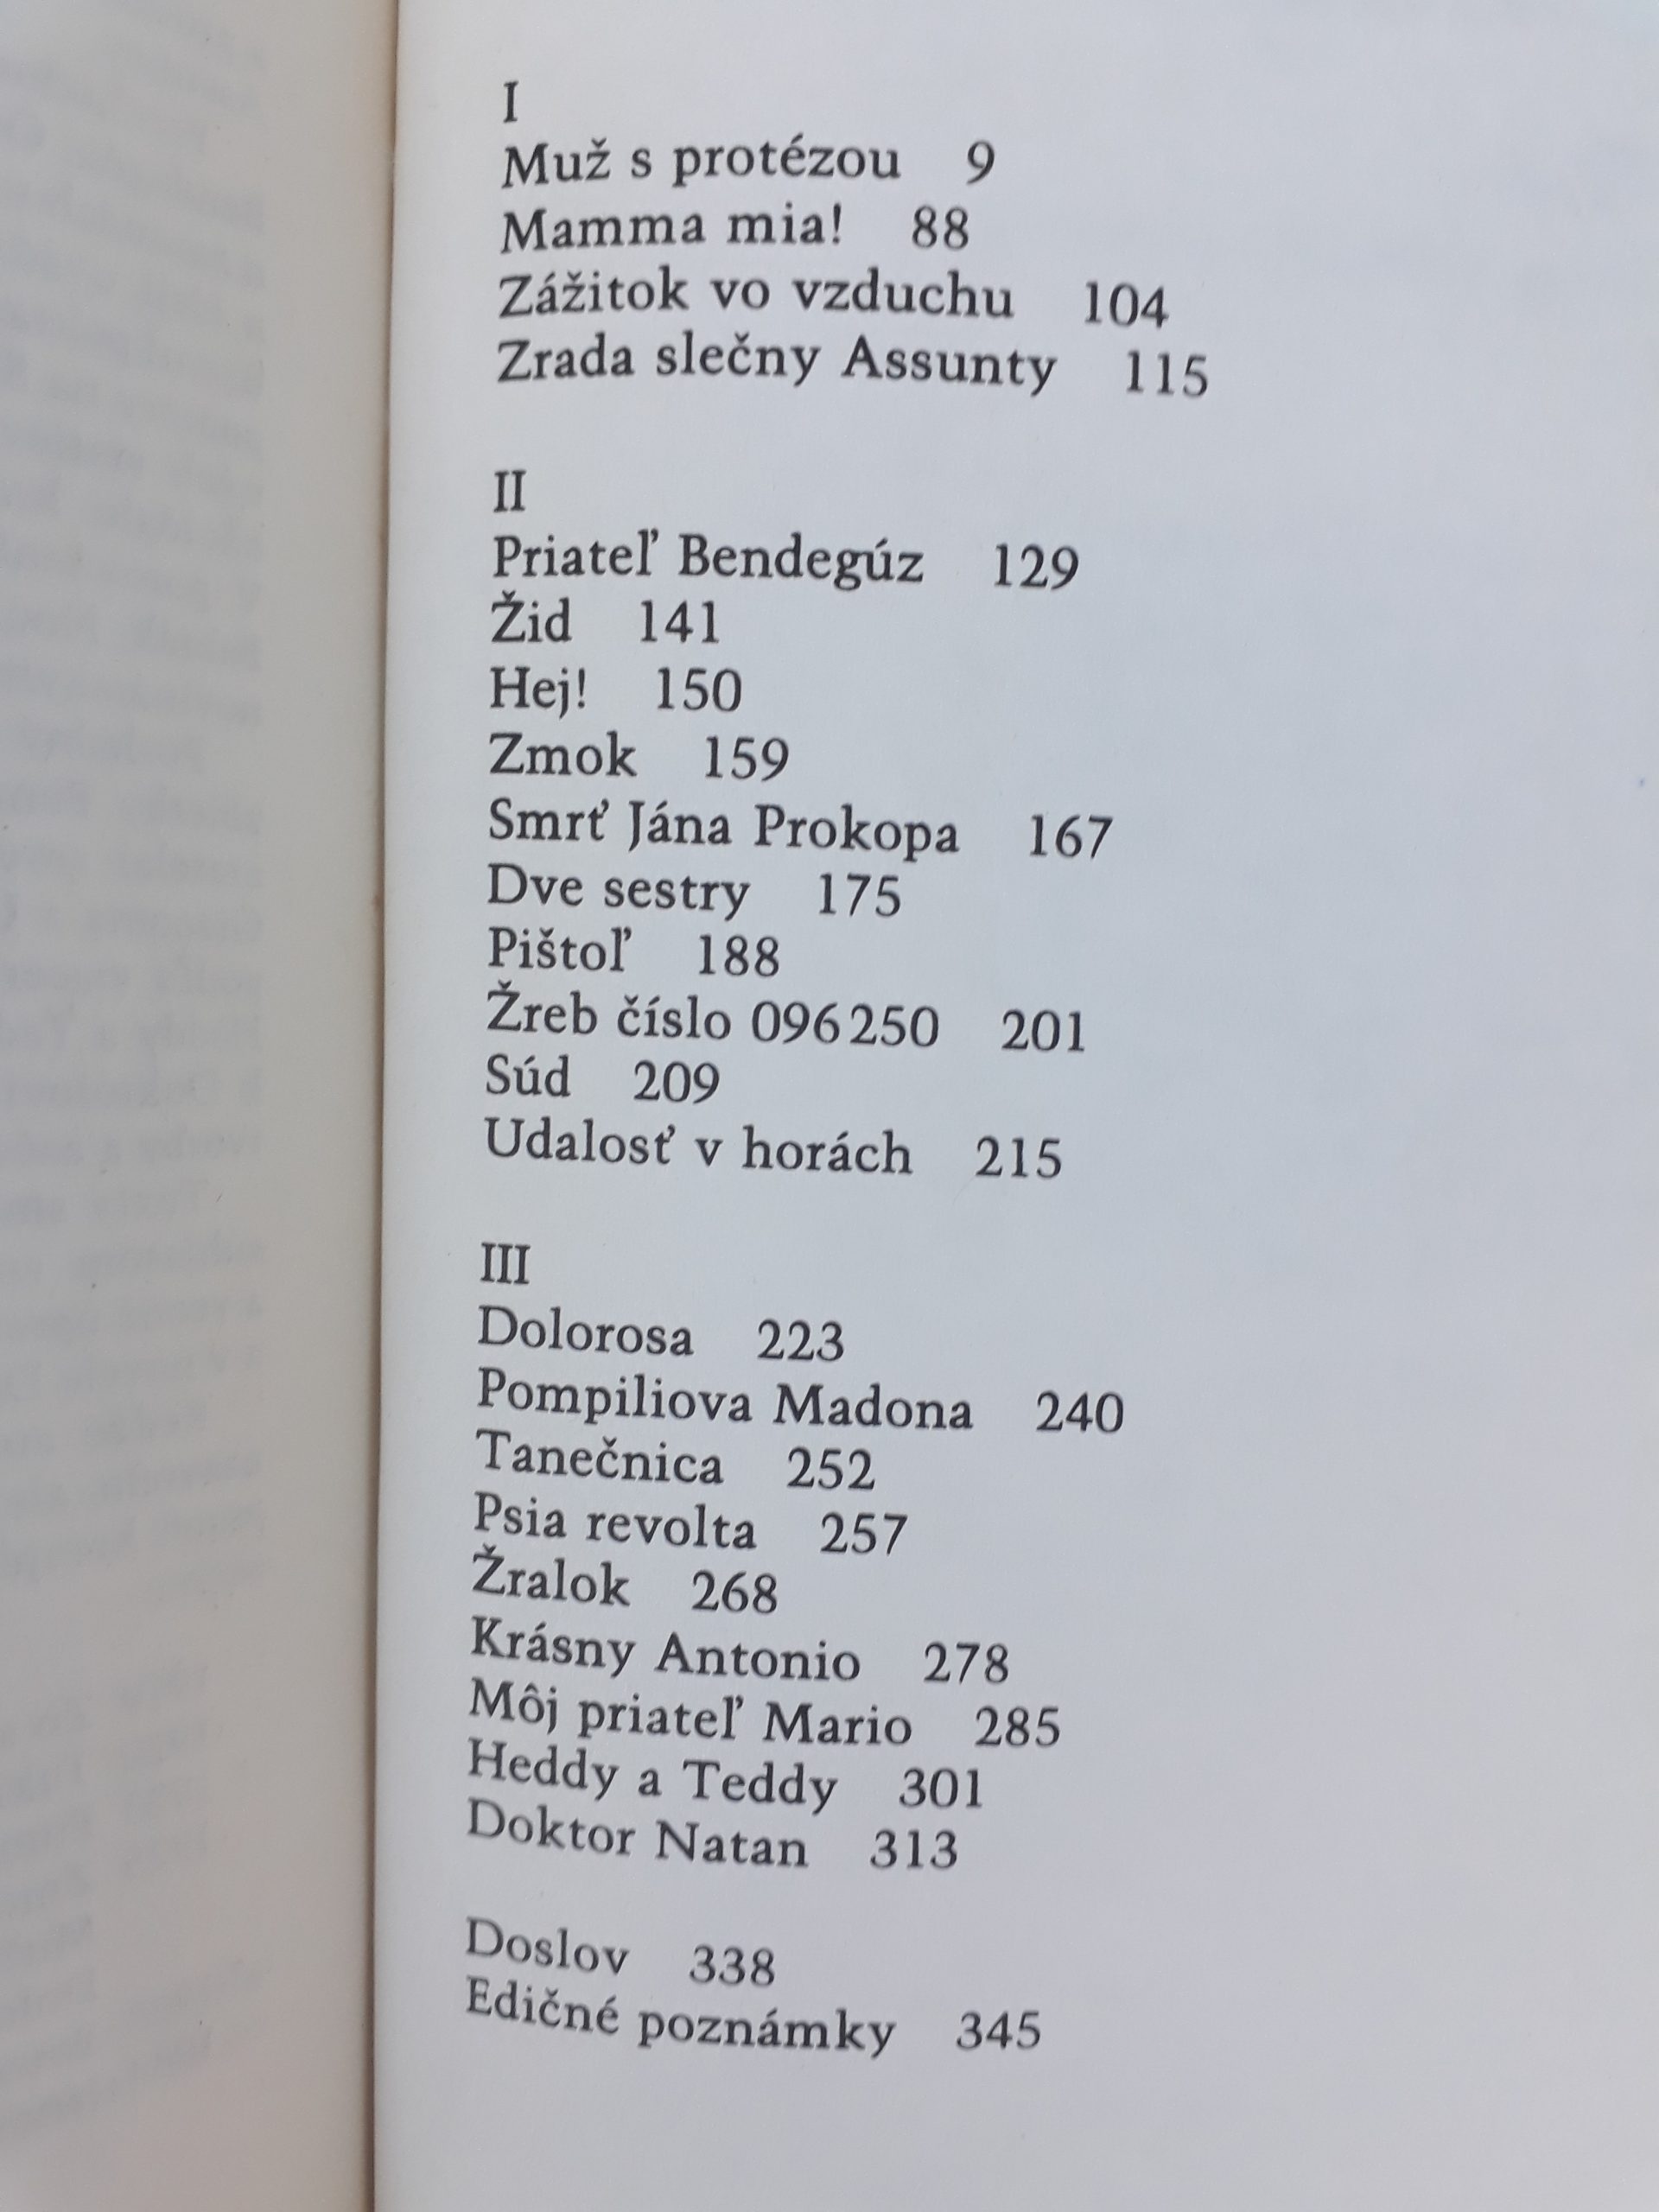 I
Muž s protézou 9
Mamma mia! 88
Zážitok vo vzduchu 104
Zrada slečny Assunty 115
II
Priateľ Bendegúz 129
Žid 141
Hej! 150
Zmok 159
Smrť Jána Prokopa 167
Dve sestry 175
Pištoľ 188
Žreb číslo 096250 201
Súd 209
Udalosť v horách 215
III
Dolorosa 223
Pompiliova Madona 240
Tanečnica 252
Psia revolta 257
Žralok 268
Krásny Antonio 278
Môj priateľ Mario 285
Heddy a Teddy 301
Doktor Natan 313
Doslov 338
Edičné poznámky 345